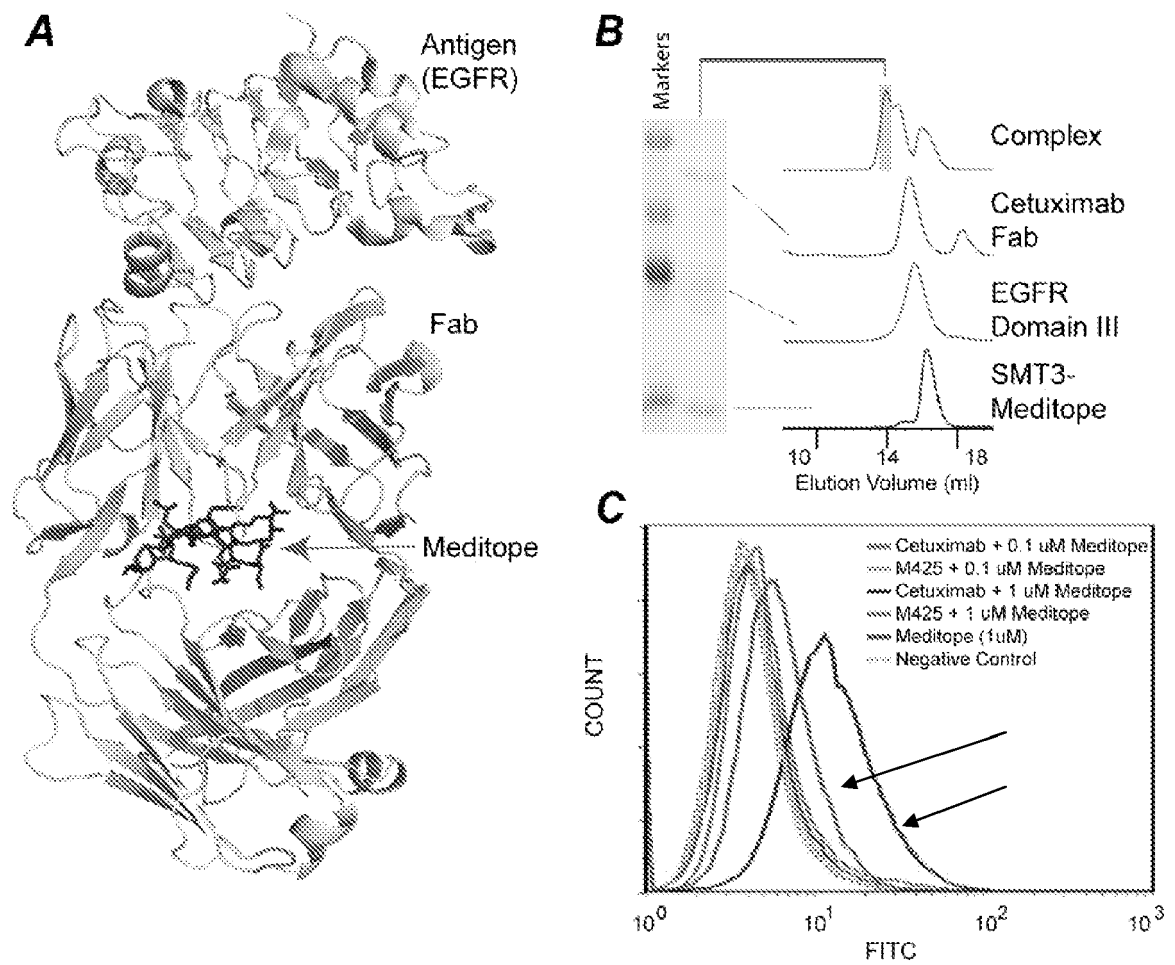 A
Antigen
(EGFR)
Fab
Meditope
B
Markers
Complex
Cetuximab
Fab
EGFR
Domain III
SMT3-
Meditope
10 14 18
Elution Volume (ml)
C
Cetuximab + 0.1 uM Meditope
M425 + 0.1 uM Meditope
Cetuximab + 1 uM Meditope
M425 + 1 uM Meditope
Meditope (1uM)
Negative Control
COUNT
10^0 10^1 10^2 10^3
FITC